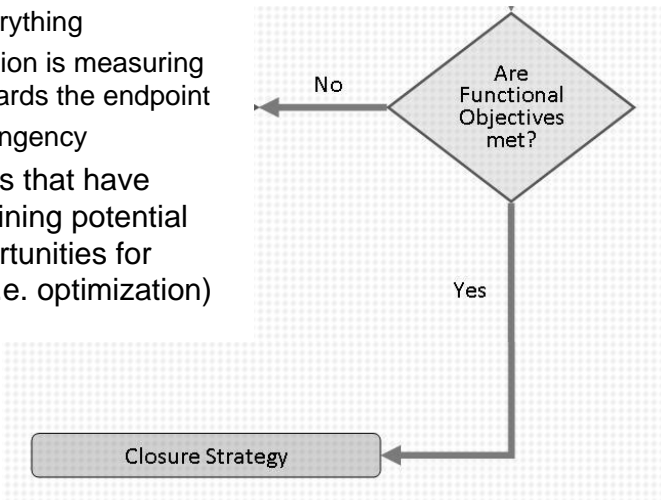 rything
ion is measuring
ards the endpoint
ngency
s that have
ining potential
rtunities for
.e. optimization)
No
Are
Functional
Objectives
met?
Yes
Closure Strategy